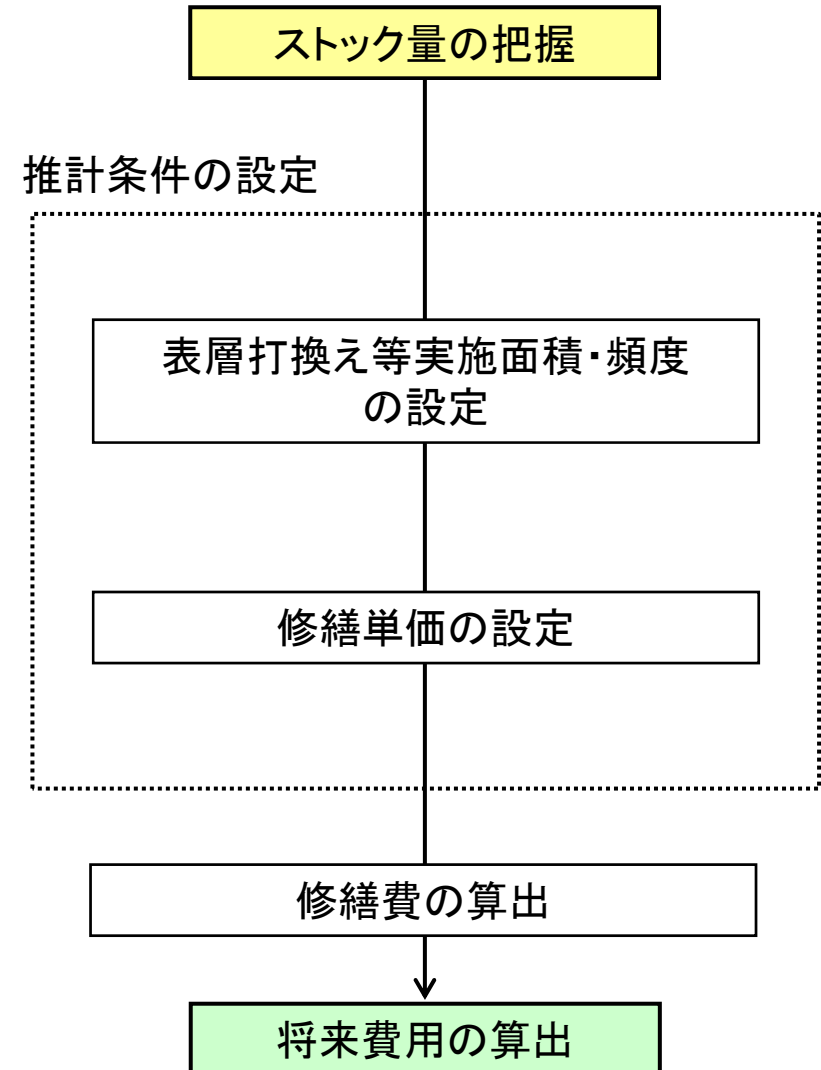 ストック量の把握
推計条件の設定
表層打換え等実施面積・頻度
の設定
修繕単価の設定
修繕費の算出
将来費用の算出